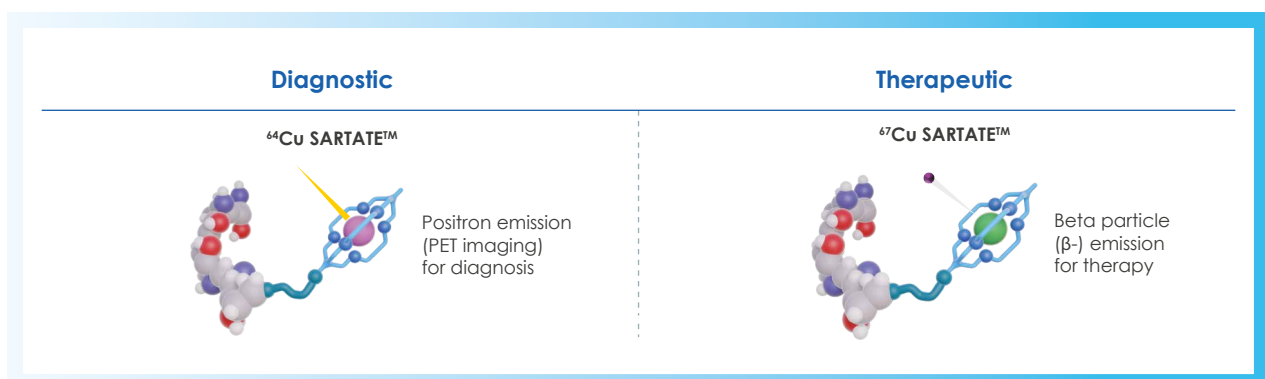 Diagnostic
⁶⁴Cu SARTATE™
Positron emission
(PET imaging)
for diagnosis
Therapeutic
⁶⁷Cu SARTATE™
Beta particle
(β-) emission
for therapy